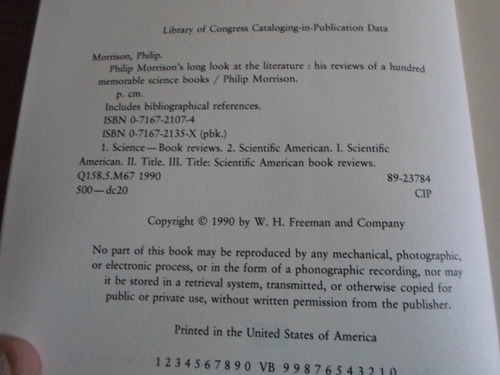 Library of Congress Cataloging-in-Publication Data
Morrison, Philip.
Philip Morrison's long look at the literature : his reviews of a hundred
memorable science books / Philip Morrison.
p. cm.
Includes bibliographical references.
ISBN 0-7167-2107-4
ISBN 0-7167-2135-X (pbk.)
1. Science—Book reviews. 2. Scientific American. I. Scientific
American. II. Title. III. Title: Scientific American book reviews.
Q158.5.M67 1990 89-23784
500—dc20 CIP
Copyright © 1990 by W. H. Freeman and Company
No part of this book may be reproduced by any mechanical, photographic,
or electronic process, or in the form of a phonographic recording, nor may
it be stored in a retrieval system, transmitted, or otherwise copied for
public or private use, without written permission from the publisher.
Printed in the United States of America
1 2 3 4 5 6 7 8 9 0 VB 9 9 8 7 6 5 4 3 2 1 0